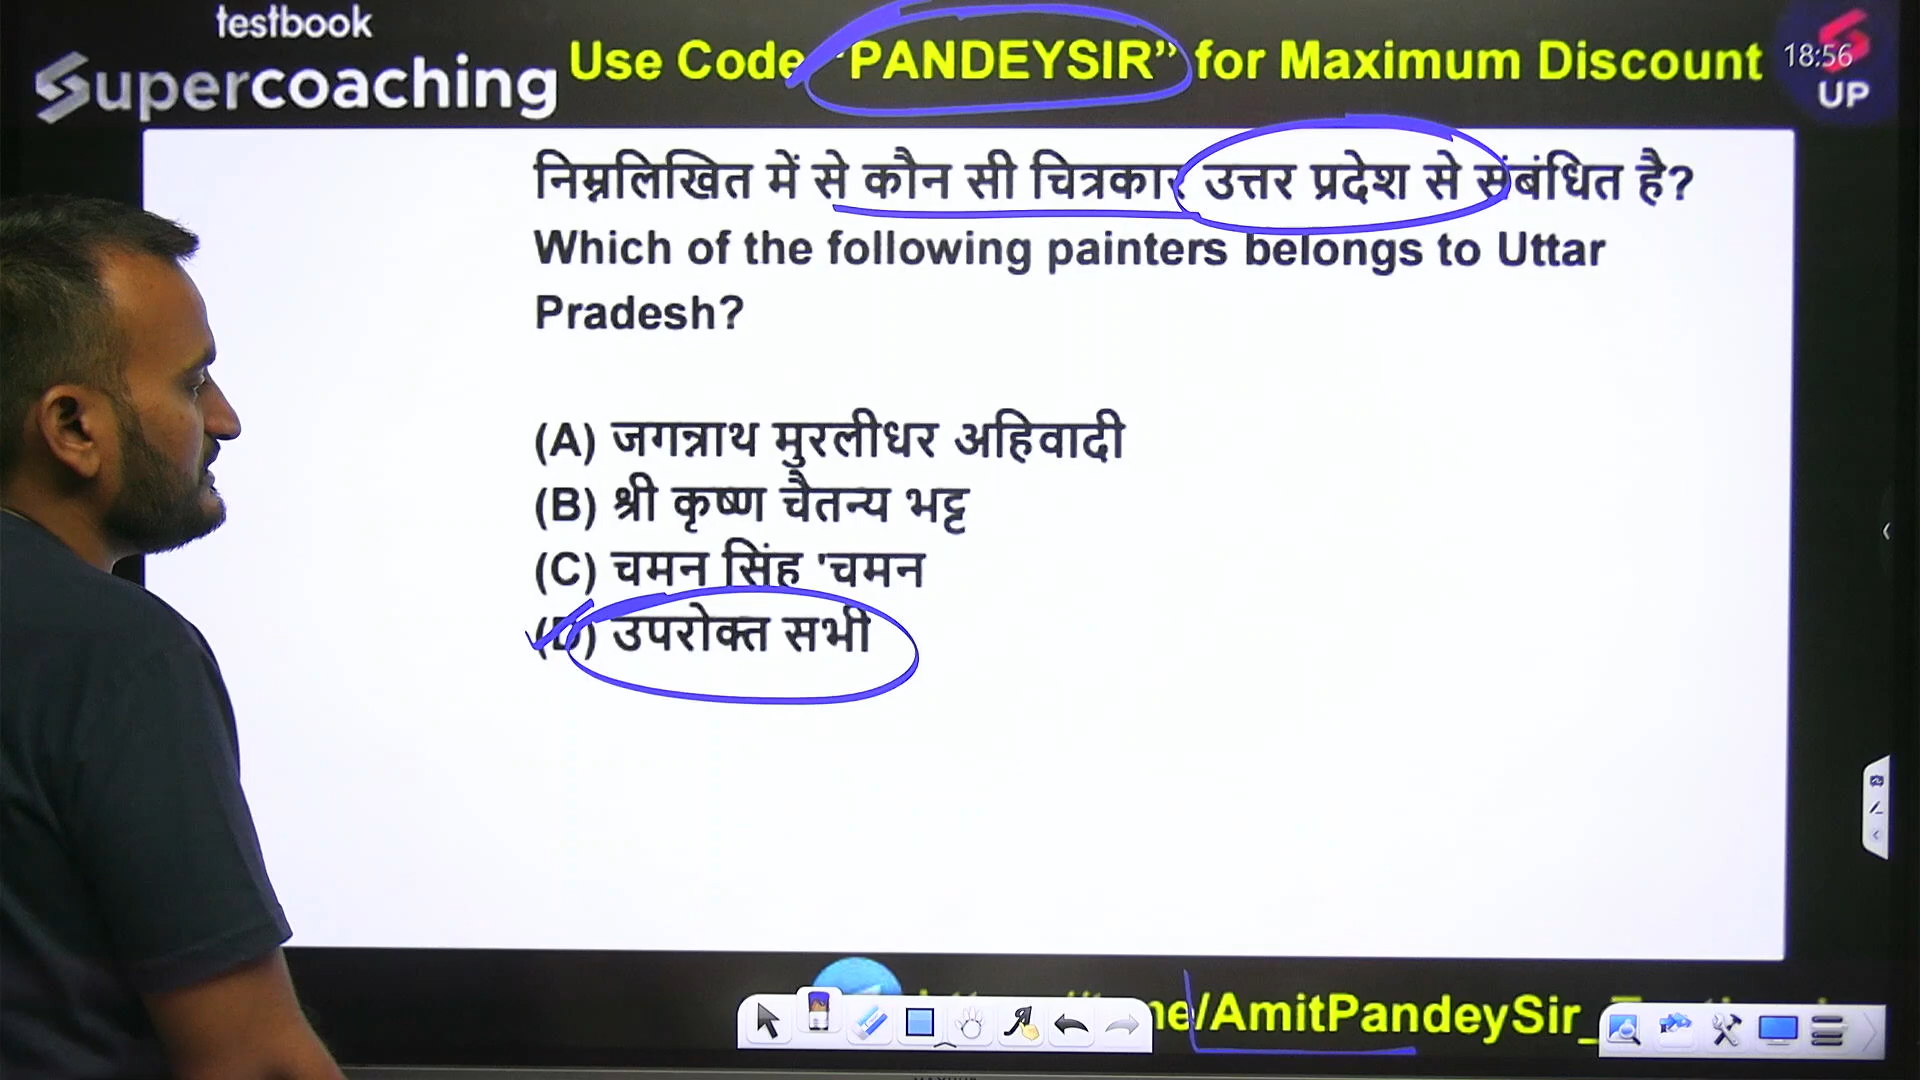 testbook
Supercoaching
Use Code "PANDEYSIR" for Maximum Discount
18:56
UP
निम्नलिखित में से कौन सी चित्रकार उत्तर प्रदेश से संबंधित है?
Which of the following painters belongs to Uttar
Pradesh?
(A) जगन्नाथ मुरलीधर अहिवादी
(B) श्री कृष्ण चैतन्य भट्ट
(C) चमन सिंह 'चमन
(D) उपरोक्त सभी
me/AmitPandeySir_